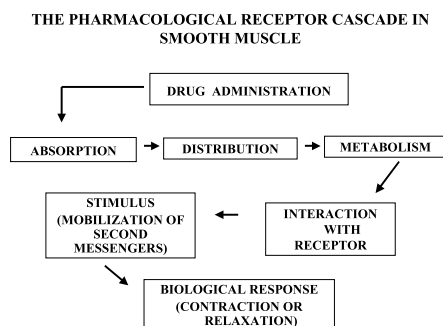 THE PHARMACOLOGICAL RECEPTOR CASCADE IN
SMOOTH MUSCLE
DRUG ADMINISTRATION
ABSORPTION
DISTRIBUTION
METABOLISM
INTERACTION
WITH
RECEPTOR
STIMULUS
(MOBILIZATION OF
SECOND
MESSENGERS)
BIOLOGICAL RESPONSE
(CONTRACTION OR
RELAXATION)